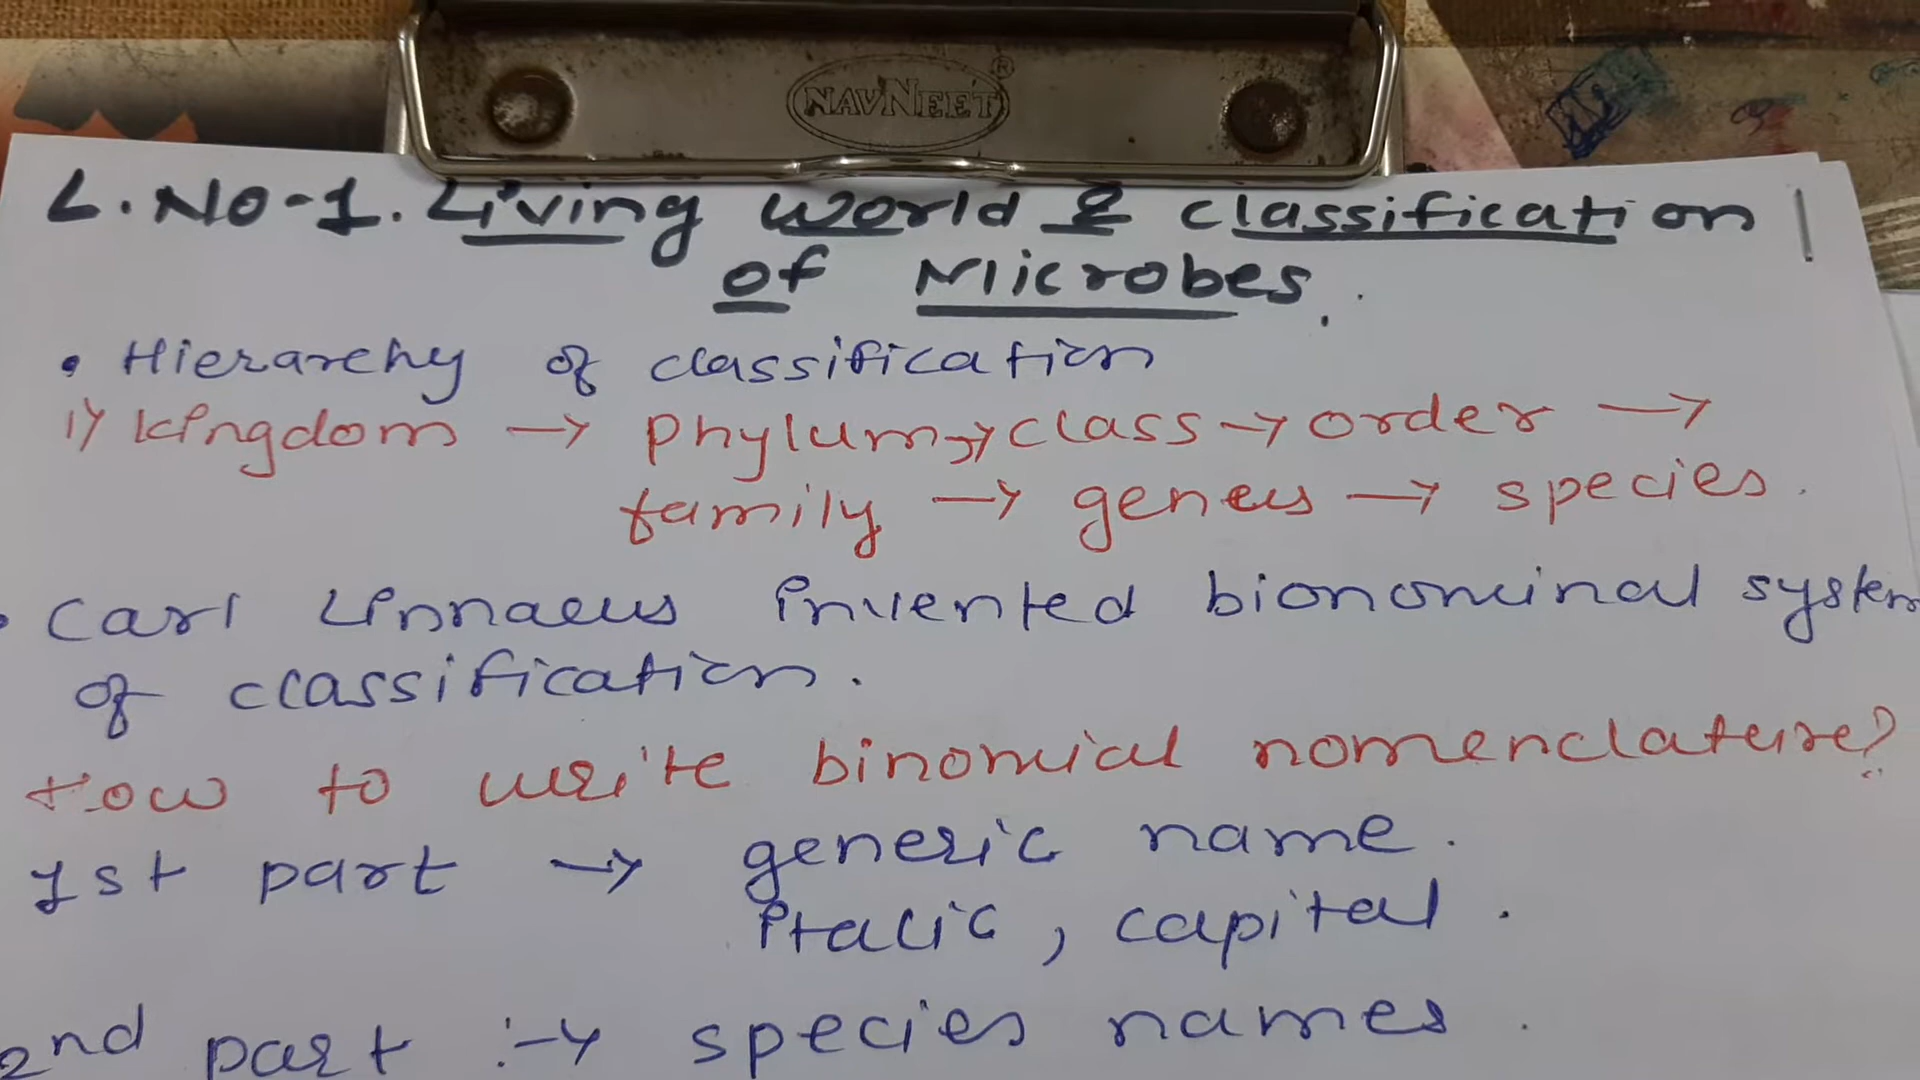 NAVNEET®
L.No-1. Living world & classification
of Microbes.
• Hierarchy of classification
1) kingdom → phylum → class → order →
family → genus → species.
• Carl Linnaeus invented bionominal system
of classification.
How to write binomial nomenclature?
1st part → generic name.
italic, capital.
2nd part :→ species names.